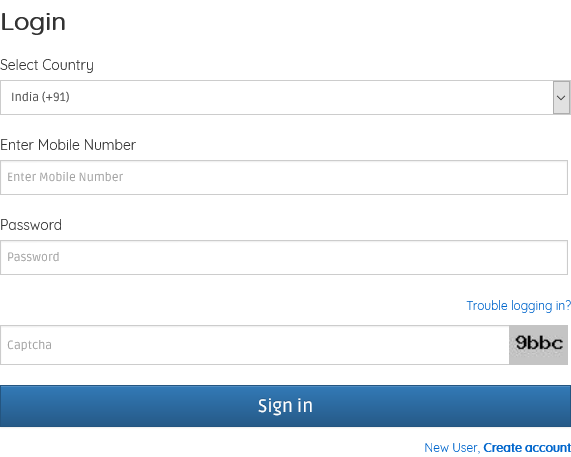 Login
Select Country
India (+91)
Enter Mobile Number
Enter Mobile Number
Password
Password
Trouble logging in?
Captcha 9bbc
Sign in
New User, Create account